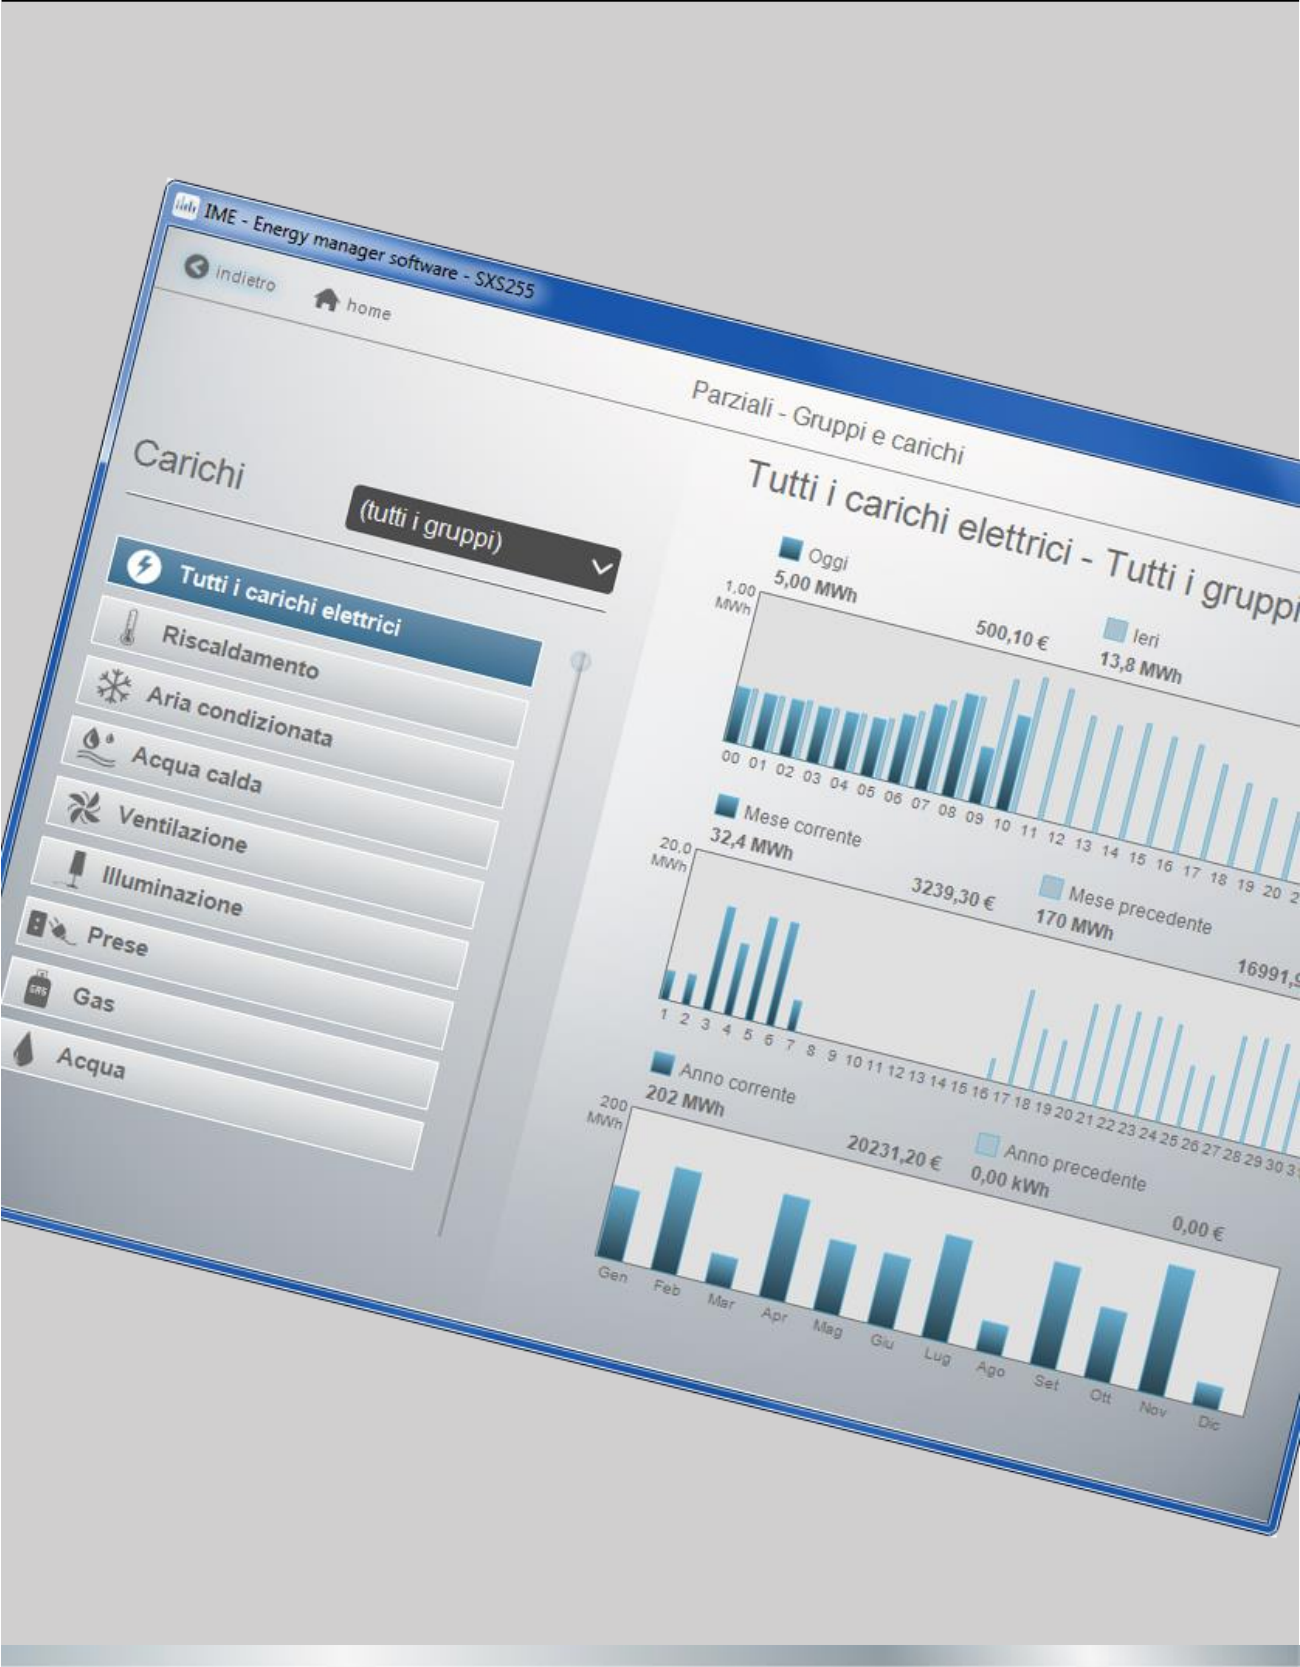 IME - Energy manager software - SXS255
indietro
home
Parziali - Gruppi e carichi
Carichi
(tutti i gruppi)
Tutti i carichi elettrici
Riscaldamento
Aria condizionata
Acqua calda
Ventilazione
Illuminazione
Prese
GAS
Gas
Acqua
Tutti i carichi elettrici - Tutti i gruppi
Oggi
5,00 MWh
500,10 €
Ieri
13,8 MWh
1.00
MWh
00 01 02 03 04 05 06 07 08 09 10 11 12 13 14 15 16 17 18 19 20
Mese corrente
32,4 MWh
3239,30 €
Mese precedente
170 MWh
16991,9
20.0
MWh
1 2 3 4 5 6 7 8 9 10 11 12 13 14 15 16 17 18 19 20 21 22 23 24 25 26 27 28 29 30
Anno corrente
202 MWh
20231,20 €
Anno precedente
0,00 kWh
0,00 €
200
MWh
Gen Feb Mar Apr Mag Giu Lug Ago Set Ott Nov Dic